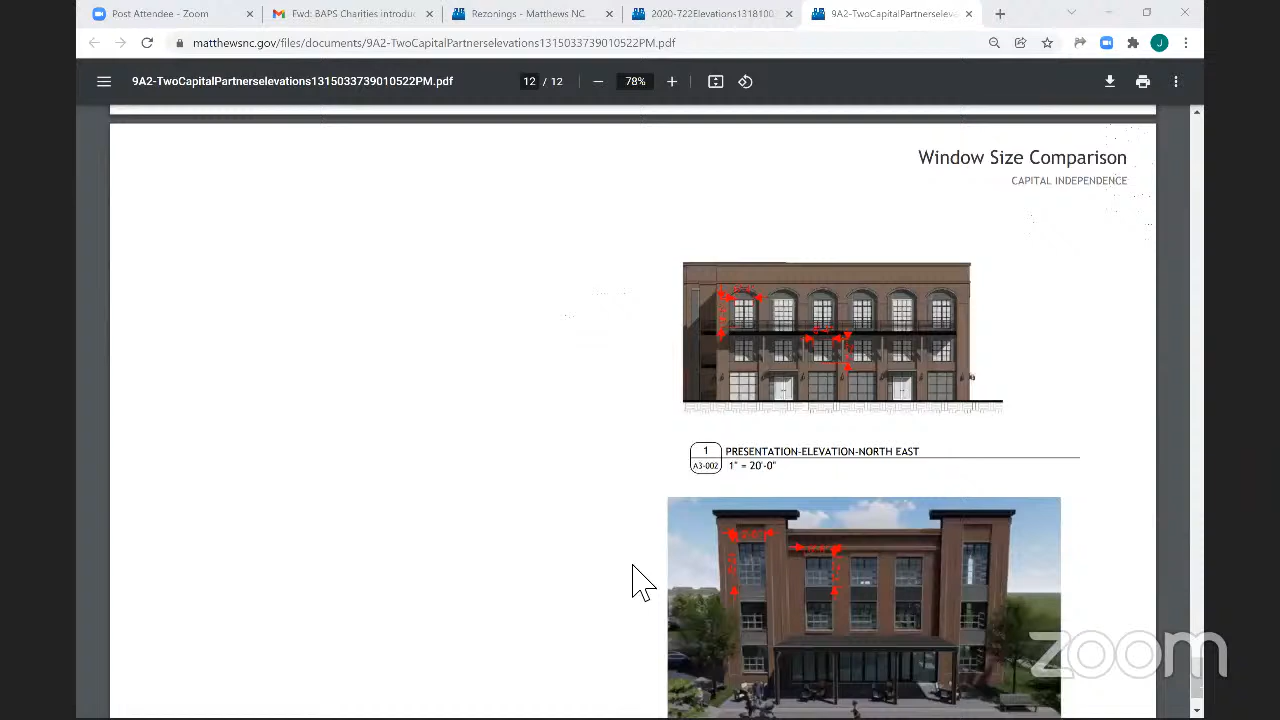 Post Attendee - Zoom
Fwd: BAPS Charities introduc
Rezonings - Matthews NC.
2020-722Elevations1318100
9A2-TwoCapitalPartnerselev
matthewsnc.gov/files/documents/9A2-TwoCapitalPartnerselevations1315033739010522PM.pdf
J
9A2-TwoCapitalPartnerselevations1315033739010522PM.pdf
12 / 12
78%
Window Size Comparison
CAPITAL INDEPENDENCE
1
PRESENTATION-ELEVATION-NORTH EAST
A3-002
1" = 20'-0"
zoom